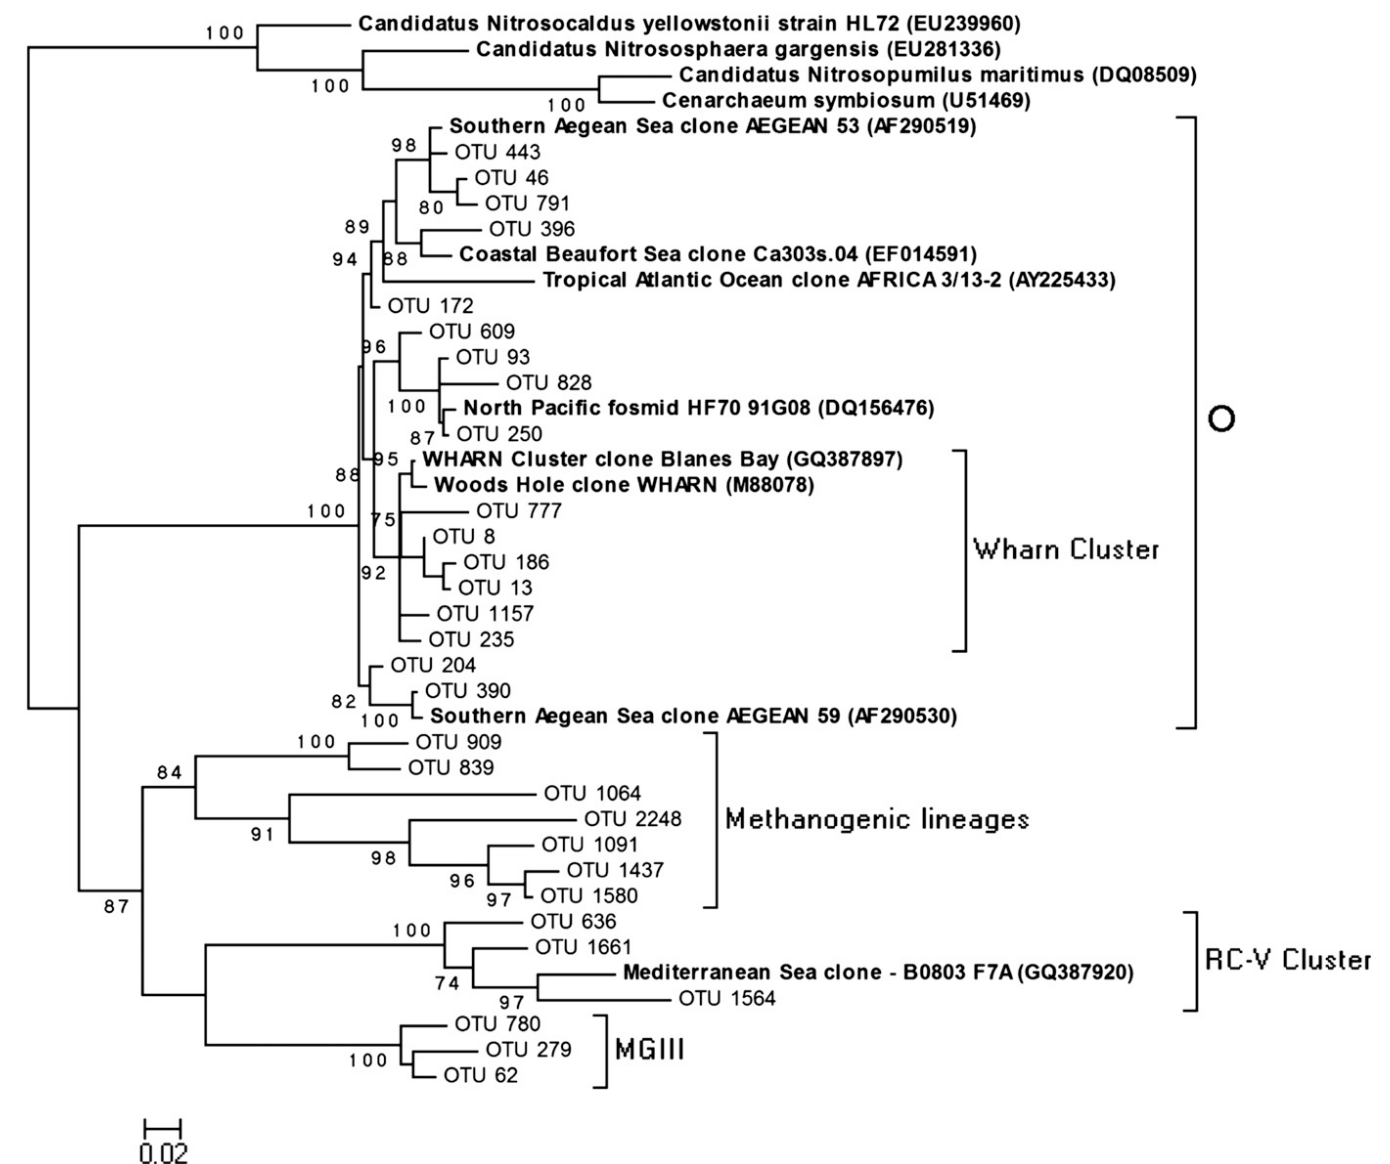 Candidatus Nitrosocaldus yellowstonii strain HL72 (EU239960)
100
Candidatus Nitrososphaera gargensis (EU281336)
100
Candidatus Nitrosopumilus maritimus (DQ08509)
100
Cenarchaeum symbiosum (U51469)
Southern Aegean Sea clone AEGEAN 53 (AF290519)
98
OTU 443
OTU 46
80
OTU 791
89
OTU 396
94
88
Coastal Beaufort Sea clone Ca303s.04 (EF014591)
Tropical Atlantic Ocean clone AFRICA 3/13-2 (AY225433)
OTU 172
OTU 609
96
OTU 93
OTU 828
100
North Pacific fosmid HF70 91G08 (DQ156476)
O
87
OTU 250
95
WHARN Cluster clone Blanes Bay (GQ387897)
88
Woods Hole clone WHARN (M88078)
100
75
OTU 777
OTU 8
Wharn Cluster
92
OTU 186
OTU 13
OTU 1157
OTU 235
OTU 204
82
OTU 390
100
Southern Aegean Sea clone AEGEAN 59 (AF290530)
100
OTU 909
84
OTU 839
OTU 1064
91
OTU 2248
Methanogenic lineages
98
OTU 1091
96
OTU 1437
97
OTU 1580
87
100
OTU 636
OTU 1661
RC-V Cluster
74
Mediterranean Sea clone - B0803 F7A (GQ387920)
97
OTU 1564
OTU 780
100
OTU 279
MGIII
OTU 62
0.02